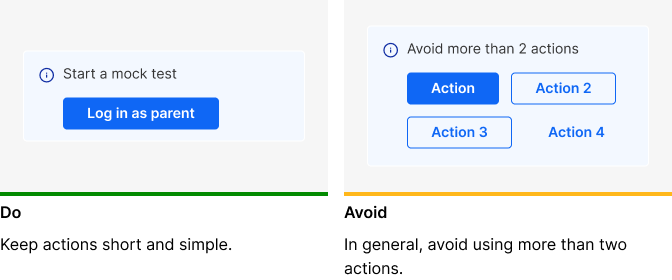 Start a mock test
Log in as parent
Do
Keep actions short and simple.
Avoid more than 2 actions
Action
Action 2
Action 3
Action 4
Avoid
In general, avoid using more than two
actions.